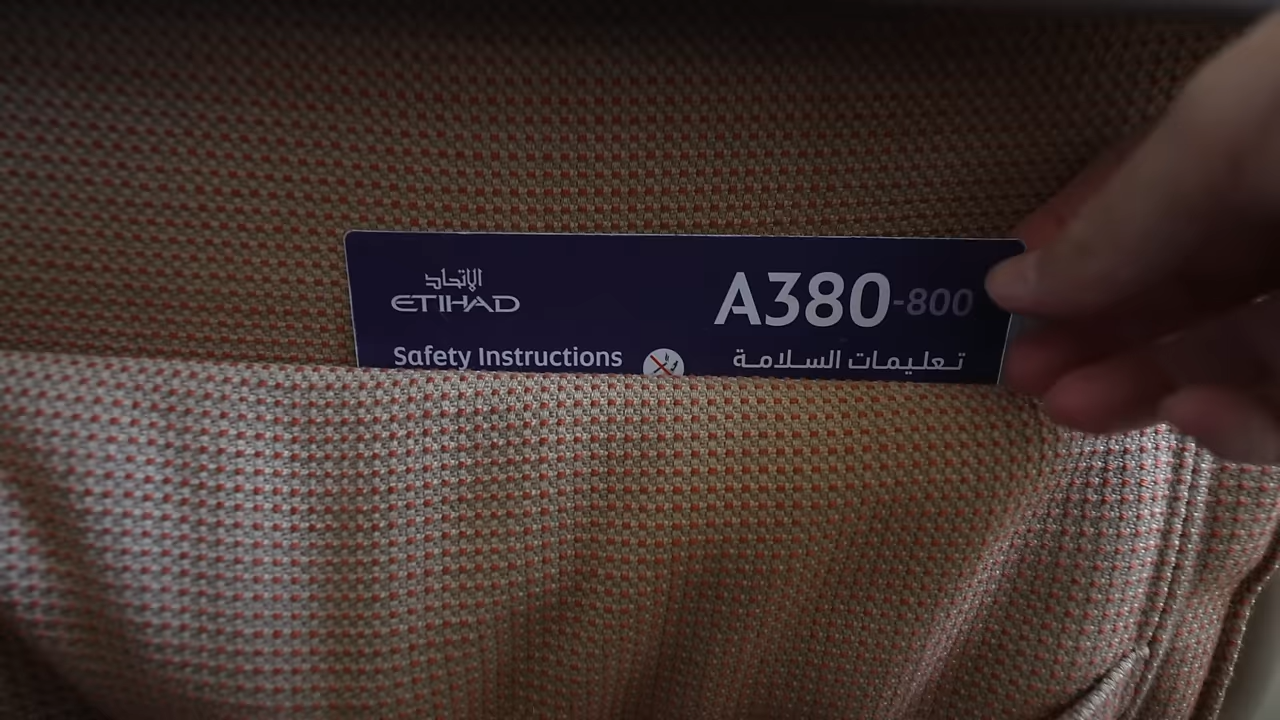 الإتحاد
ETIHAD
A380-800
Safety Instructions
تعليمات السلامة